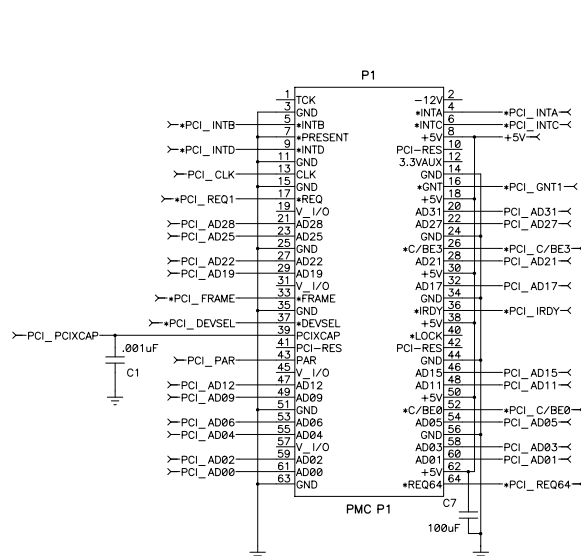 P1
1 TCK -12V 2
3 GND *INTA 4 *PCI_INTA
*PCI_INTB 5 *INTB *INTC 6 *PCI_INTC
7 *PRESENT +5V 8 +5V
*PCI_INTD 9 *INTD PCI-RES 10
11 GND 3.3VAUX 12
PCI_CLK 13 CLK GND 14
15 GND *GNT 16 *PCI_GNT1
*PCI_REQ1 17 *REQ +5V 18
19 V_I/O AD31 20 PCI_AD31
PCI_AD28 21 AD28 AD27 22 PCI_AD27
PCI_AD25 23 AD25 GND 24
25 GND *C/BE3 26 *PCI_C/BE3
PCI_AD22 27 AD22 AD21 28 PCI_AD21
PCI_AD19 29 AD19 +5V 30
31 V_I/O AD17 32 PCI_AD17
*PCI_FRAME 33 *FRAME GND 34
35 GND *IRDY 36 *PCI_IRDY
*PCI_DEVSEL 37 *DEVSEL +5V 38
PCI_PCIXCAP 39 PCIXCAP *LOCK 40
.001uF 41 PCI-RES PCI-RES 42
PCI_PAR 43 PAR GND 44
C1 45 V_I/O AD15 46 PCI_AD15
PCI_AD12 47 AD12 AD11 48 PCI_AD11
PCI_AD09 49 AD09 +5V 50
51 GND *C/BE0 52 *PCI_C/BE0
PCI_AD06 53 AD06 AD05 54 PCI_AD05
PCI_AD04 55 AD04 GND 56
57 V_I/O AD03 58 PCI_AD03
PCI_AD02 59 AD02 AD01 60 PCI_AD01
PCI_AD00 61 AD00 +5V 62
63 GND *REQ64 64 *PCI_REQ64
PMC P1
C7
100uF